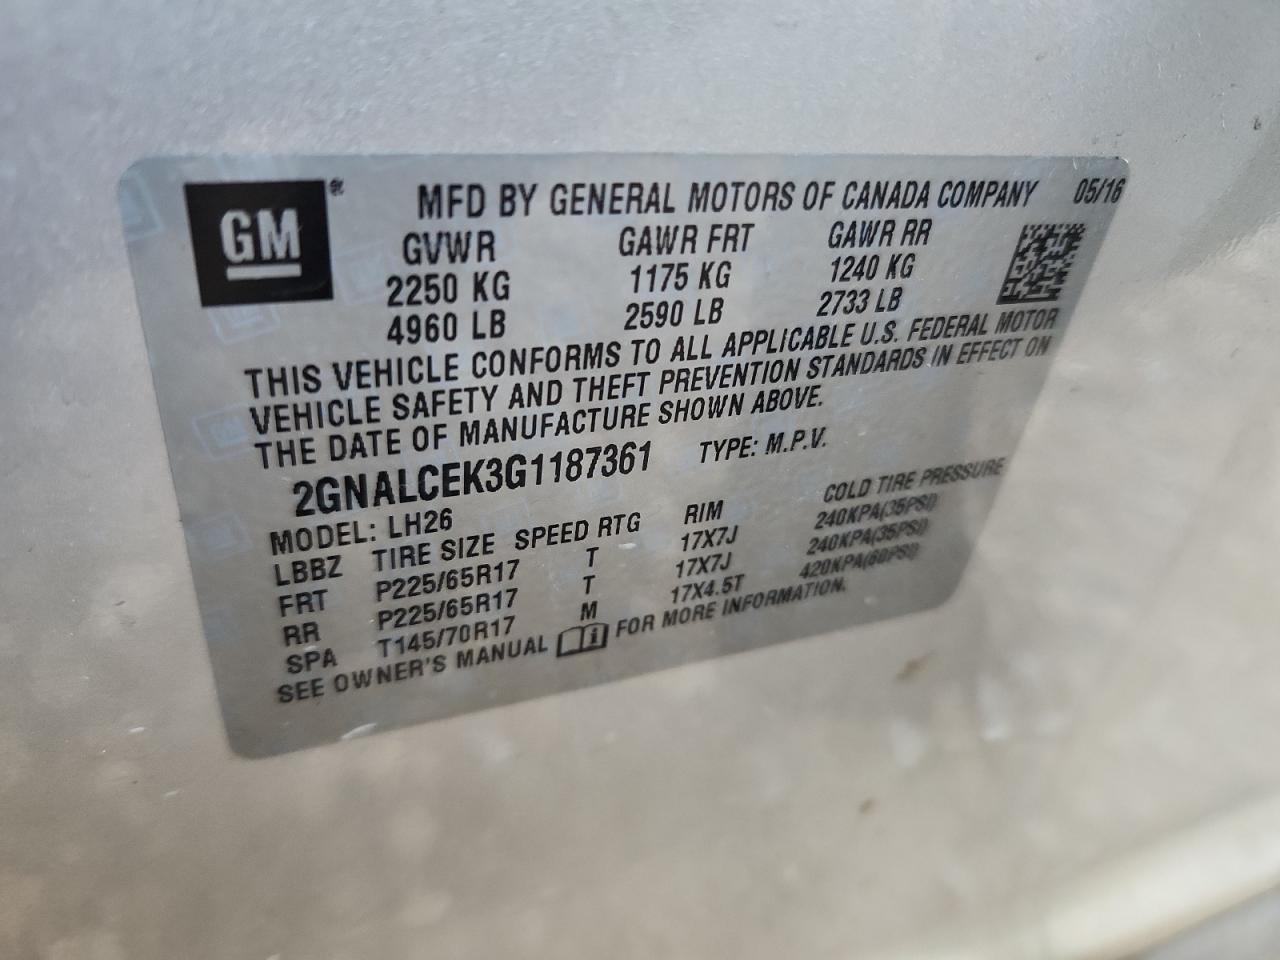 GM ® MFD BY GENERAL MOTORS OF CANADA COMPANY 05/16
GVWR GAWR FRT GAWR RR
2250 KG 1175 KG 1240 KG
4960 LB 2590 LB 2733 LB
THIS VEHICLE CONFORMS TO ALL APPLICABLE U.S. FEDERAL MOTOR
VEHICLE SAFETY AND THEFT PREVENTION STANDARDS IN EFFECT ON
THE DATE OF MANUFACTURE SHOWN ABOVE.
2GNALCEK3G1187361 TYPE: M.P.V.
MODEL: LH26
LBBZ TIRE SIZE SPEED RTG RIM COLD TIRE PRESSURE
FRT P225/65R17 T 17X7J 240KPA(35PSI)
RR P225/65R17 T 17X7J 240KPA(35PSI)
SPA T145/70R17 M 17X4.5T 420KPA(60PSI)
SEE OWNER'S MANUAL FOR MORE INFORMATION.